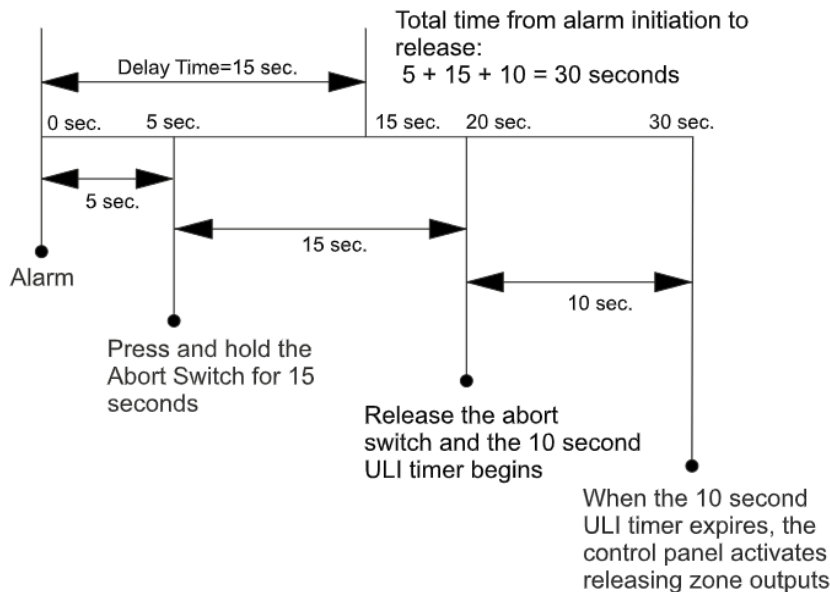 Total time from alarm initiation to
release:
5 + 15 + 10 = 30 seconds
Delay Time=15 sec.
0 sec.
5 sec.
15 sec.
20 sec.
30 sec.
5 sec.
15 sec.
10 sec.
Alarm
Press and hold the
Abort Switch for 15
seconds
Release the abort
switch and the 10 second
ULI timer begins
When the 10 second
ULI timer expires, the
control panel activates
releasing zone outputs